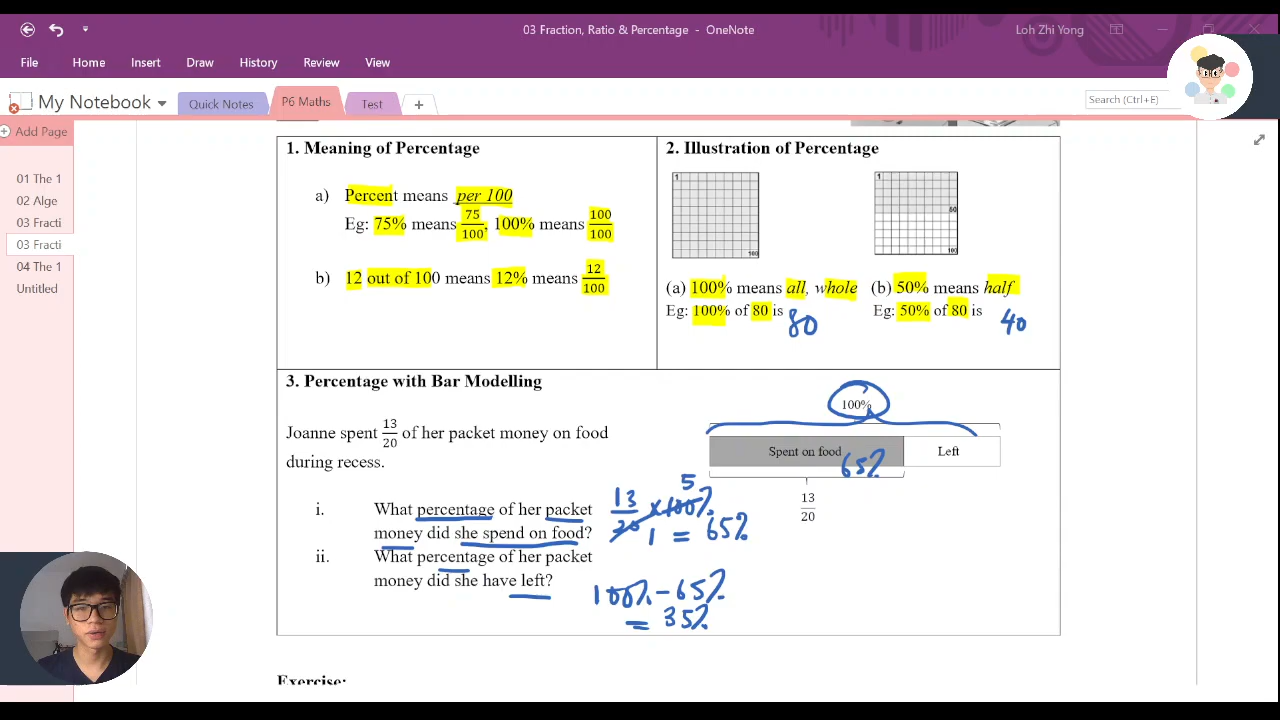 03 Fraction, Ratio & Percentage - OneNote
Loh Zhi Yong
File Home Insert Draw History Review View
My Notebook
Quick Notes
P6 Maths
Test
+
Search (Ctrl+E)
Add Page
01 The 1
02 Alge
03 Fracti
03 Fracti
04 The 1
Untitled
1. Meaning of Percentage
a) Percent means per 100
Eg: 75% means 75/100, 100% means 100/100
b) 12 out of 100 means 12% means 12/100
2. Illustration of Percentage
1
100
1
50
100
(a) 100% means all, whole
Eg: 100% of 80 is 80
(b) 50% means half
Eg: 50% of 80 is 40
3. Percentage with Bar Modelling
Joanne spent 13/20 of her packet money on food
during recess.
i. What percentage of her packet
money did she spend on food?
ii. What percentage of her packet
money did she have left?
13/20 × 100%
5
1
= 65%
100% - 65%
= 35%
100%
Spent on food
65%
Left
13/20
Exercise: